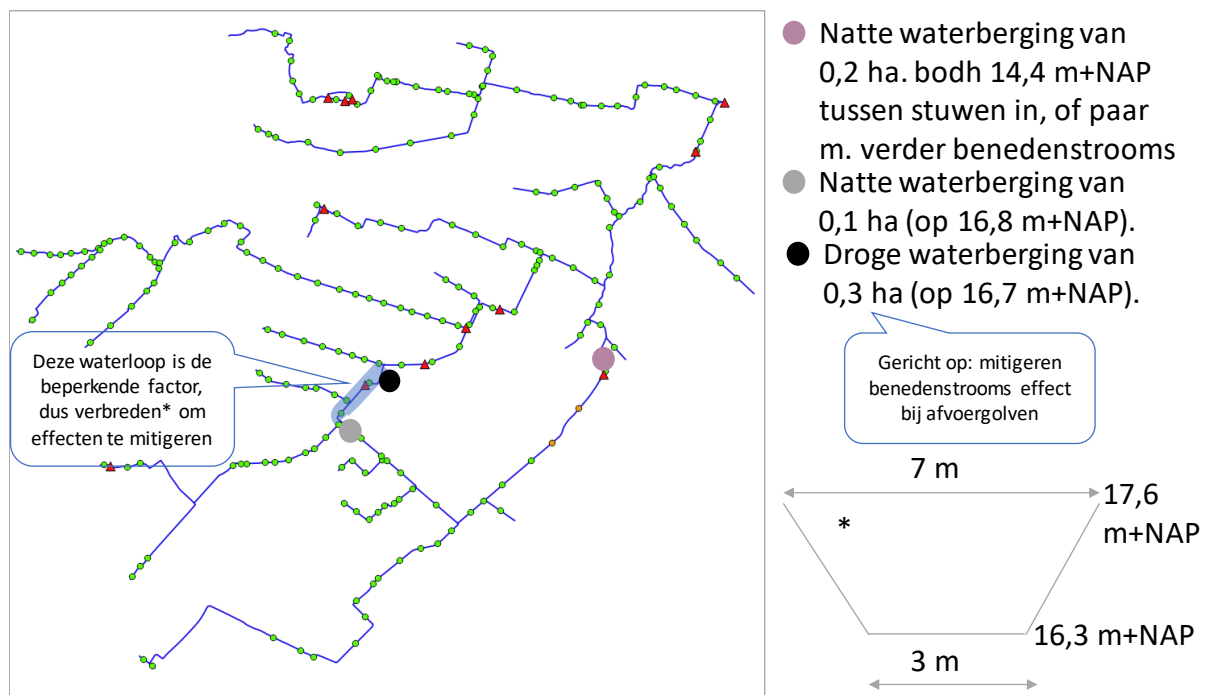 Natte waterberging van
0,2 ha. bodh 14,4 m+NAP
tussen stuwen in, of paar
m. verder benedenstrooms
Natte waterberging van
0,1 ha (op 16,8 m+NAP).
Droge waterberging van
0,3 ha (op 16,7 m+NAP).
Deze waterloop is de
beperkende factor,
dus verbreden* om
effecten te mitigeren
Gericht op: mitigeren
benedenstrooms effect
bij afvoergolven
7 m
17,6
m+NAP
*
16,3 m+NAP
3 m